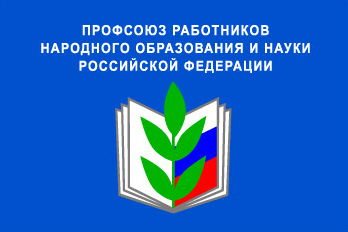 ПРОФСОЮЗ РАБОТНИКОВ
НАРОДНОГО ОБРАЗОВАНИЯ И НАУКИ
РОССИЙСКОЙ ФЕДЕРАЦИИ